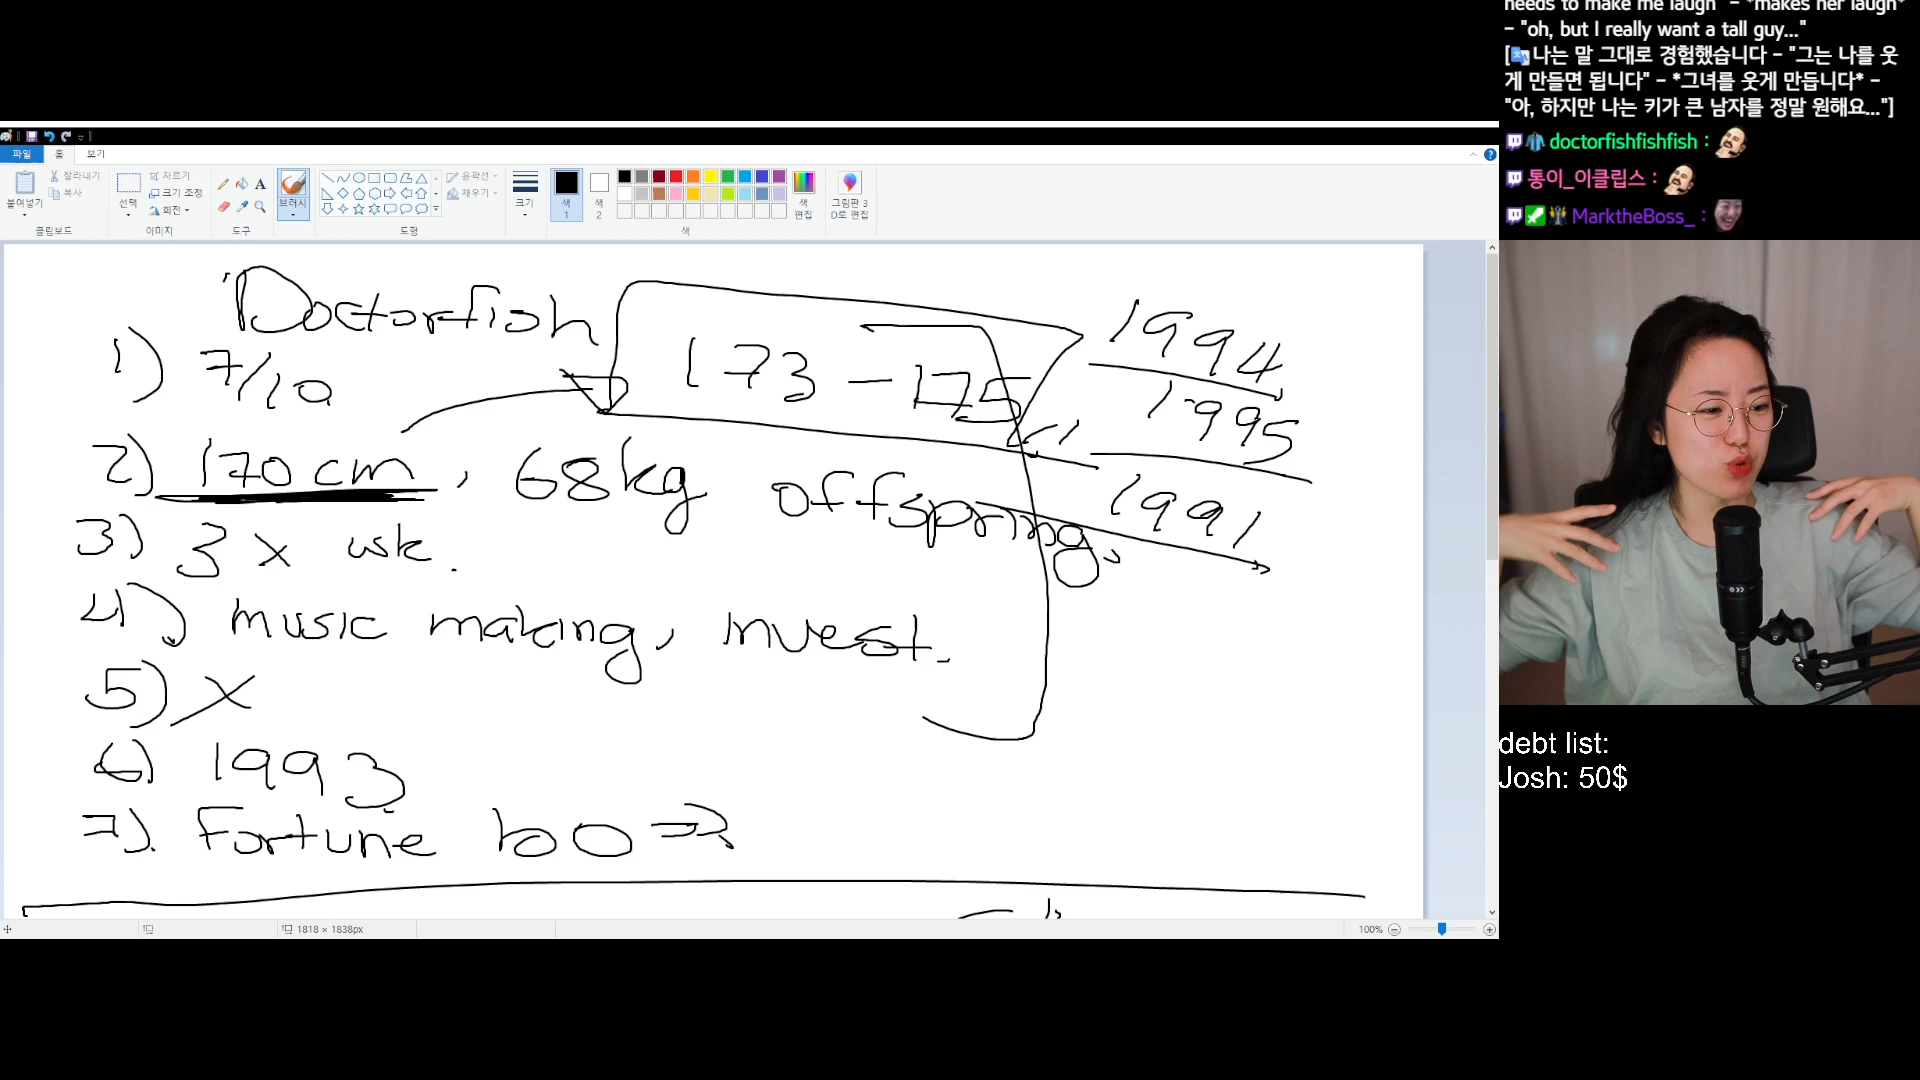 needs to make me laugh" - *makes her laugh*
- "oh, but I really want a tall guy..."
[나는 말 그대로 경험했습니다 - "그는 나를 웃
게 만들면 됩니다" - *그녀를 웃게 만듭니다* -
"아, 하지만 나는 키가 큰 남자를 정말 원해요..."]
doctorfishfishfish :
통이_이클립스 :
MarktheBoss_ :
파일 홈 보기
붙여넣기 잘라내기 복사
클립보드
선택 자르기 크기 조정 회전
이미지
도구
브러시
윤곽선 채우기
도형
크기
색 1
색 2
색 편집
그림판 3D로 편집
색
Doctorfish
1) 7/10
173 - 175
1994
1995
1991
2) 170 cm, 68kg offspring
3) 3 x wk.
4) music making, invest.
5) X
6) 1993
7). Fortune
1818 × 1838px
100%
debt list:
Josh: 50$